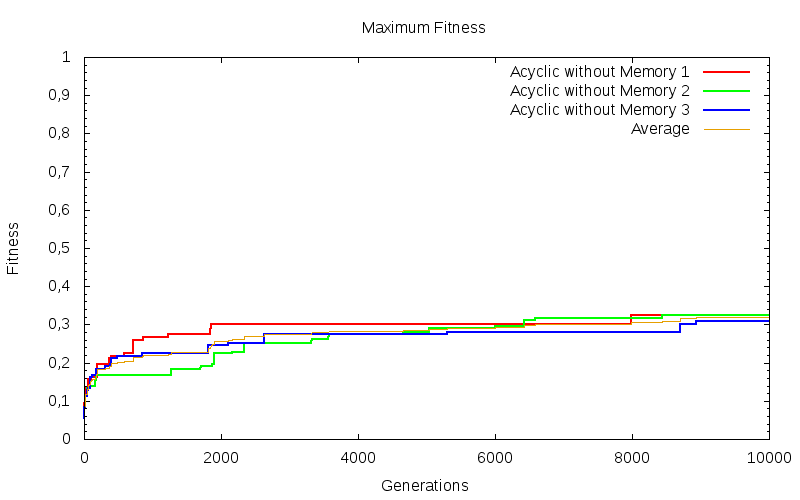 Maximum Fitness
1
0,9
0,8
0,7
0,6
0,5
0,4
0,3
0,2
0,1
0
Fitness
Acyclic without Memory 1
Acyclic without Memory 2
Acyclic without Memory 3
Average
0 2000 4000 6000 8000 10000
Generations